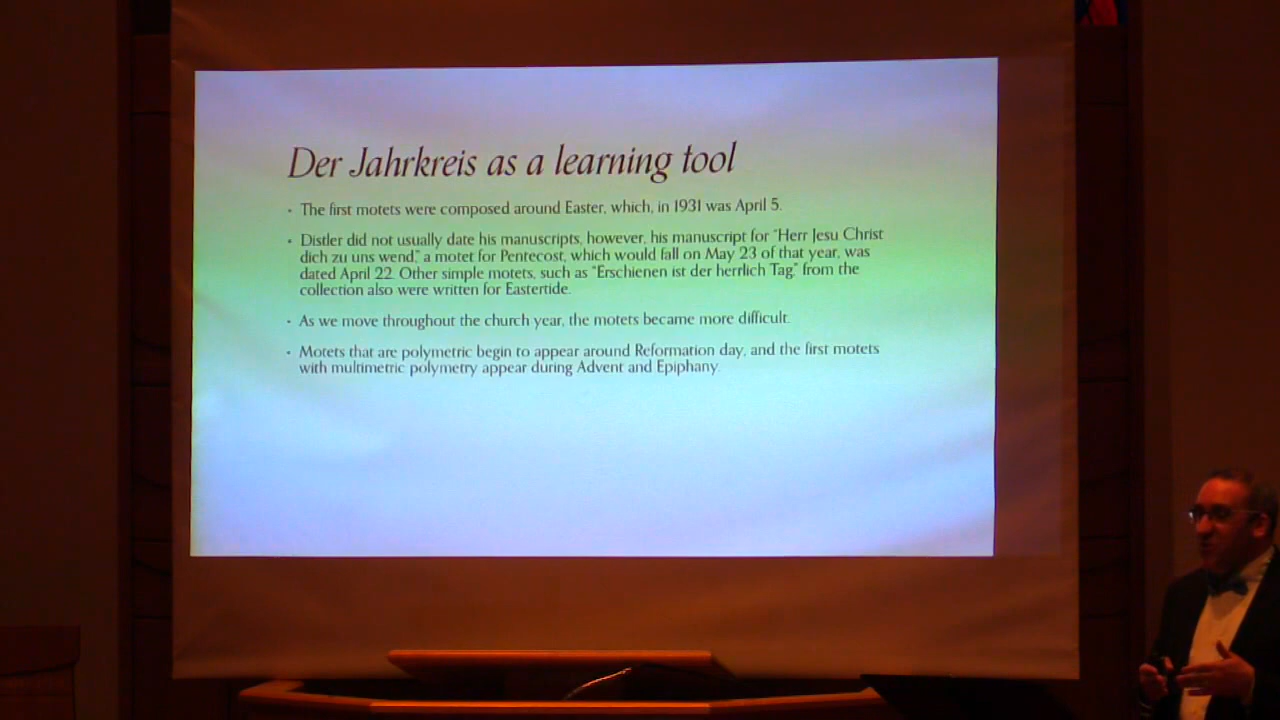 Der Jahrkreis as a learning tool
• The first motets were composed around Easter, which, in 1931 was April 5.
• Distler did not usually date his manuscripts, however, his manuscript for "Herr Jesu Christ
dich zu uns wend," a motet for Pentecost, which would fall on May 23 of that year, was
dated April 22. Other simple motets, such as "Erschienen ist der herrlich Tag," from the
collection also were written for Eastertide.
• As we move throughout the church year, the motets became more difficult.
• Motets that are polymetric begin to appear around Reformation day, and the first motets
with multimetric polymetry appear during Advent and Epiphany.